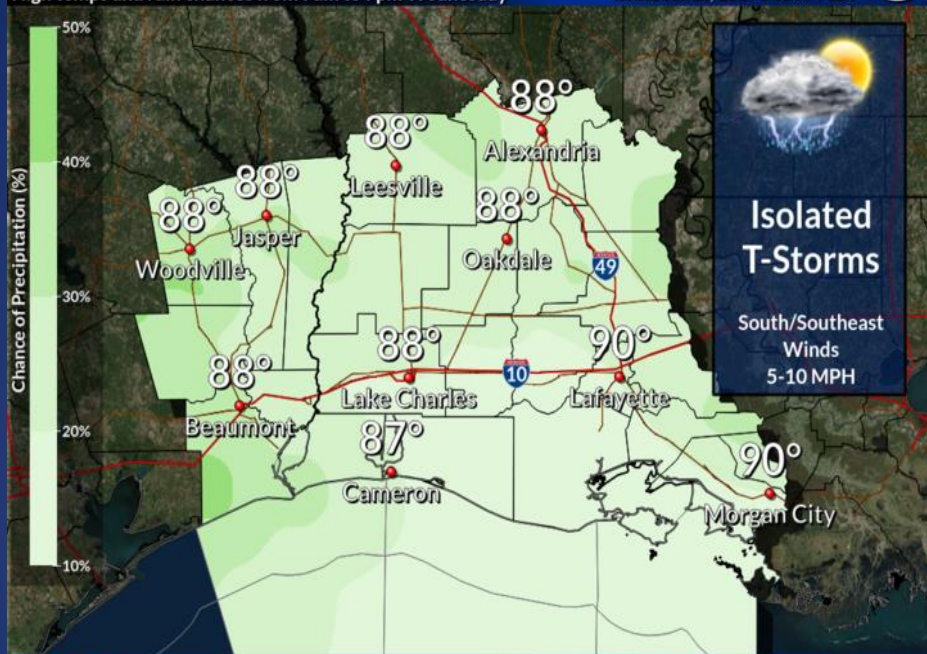 50%
40%
30%
20%
10%
Chance of Precipitation (%)
88°
Alexandria
88°
Leesville
88°
Jasper
88°
Woodville
88°
Oakdale
49
88°
Beaumont
88°
Lake Charles
10
90°
Lafayette
87°
Cameron
90°
Morgan City
Isolated
T-Storms
South/Southeast
Winds
5-10 MPH